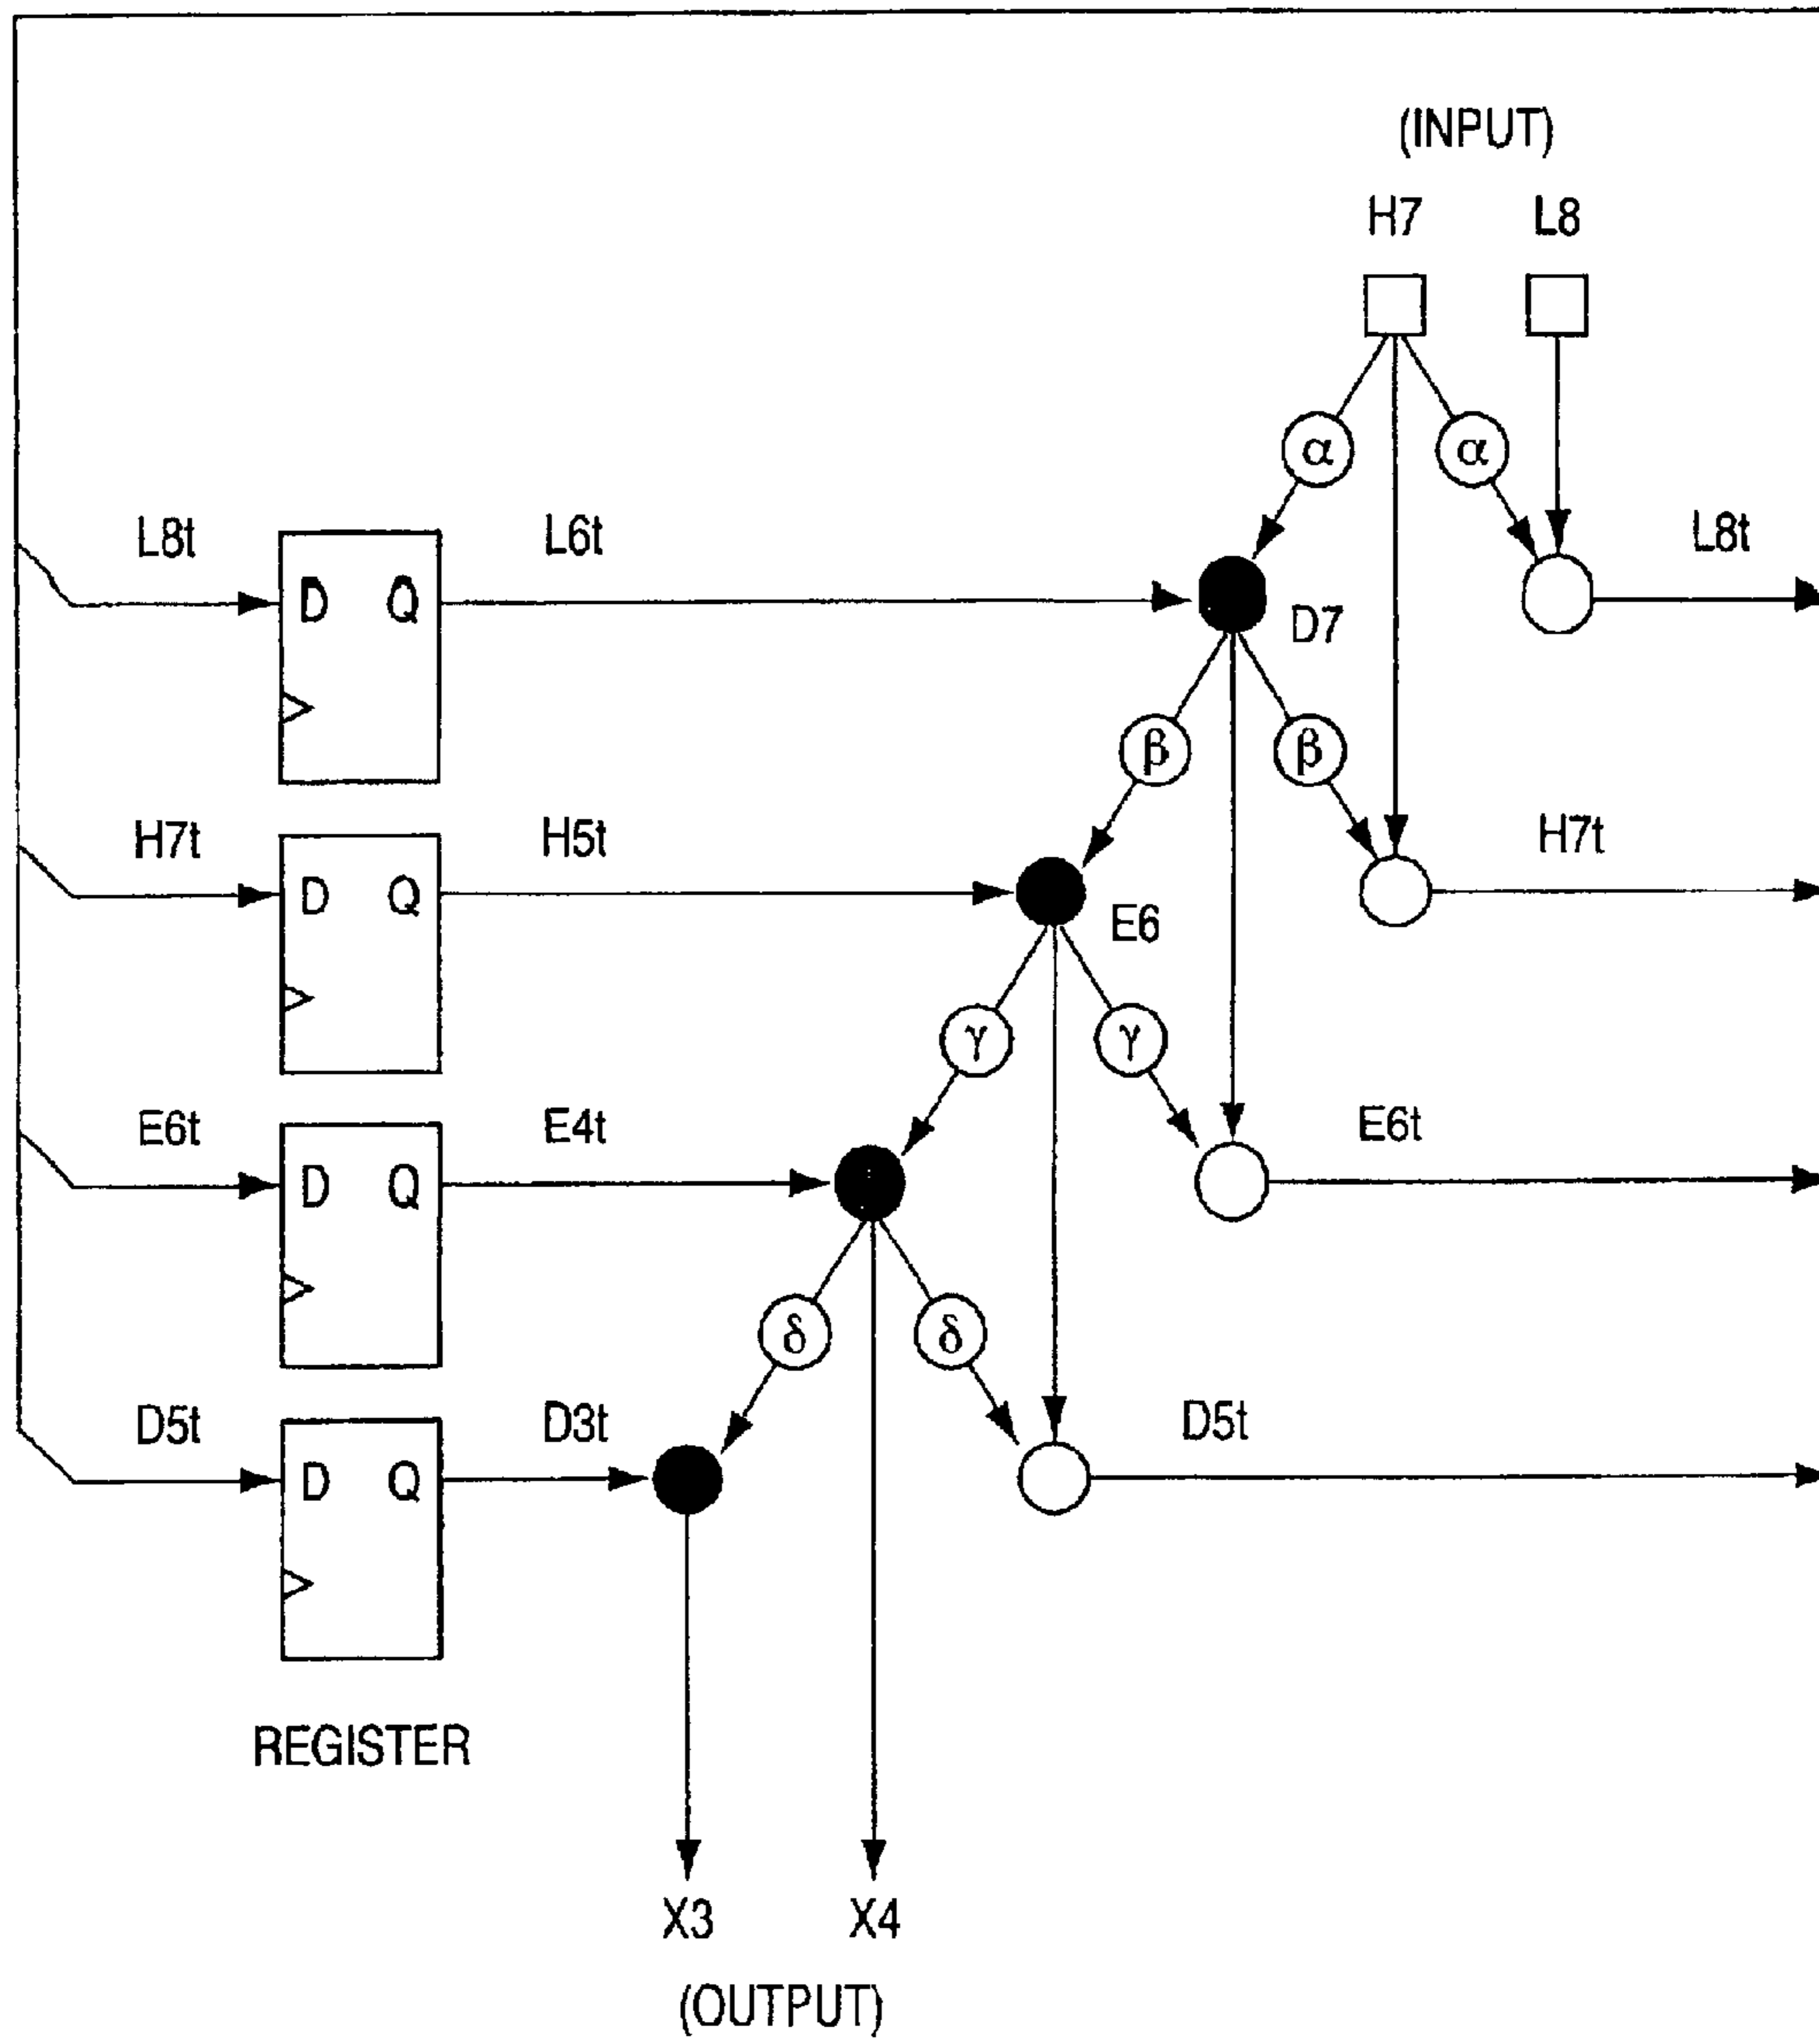 (INPUT)
H7 L8
α α
L8t L6t L8t
D Q
D7
β β
H7t H5t H7t
D Q
E6
γ γ
E6t E4t E6t
D Q
δ δ
D5t D3t D5t
D Q
REGISTER
X3 X4
(OUTPUT)